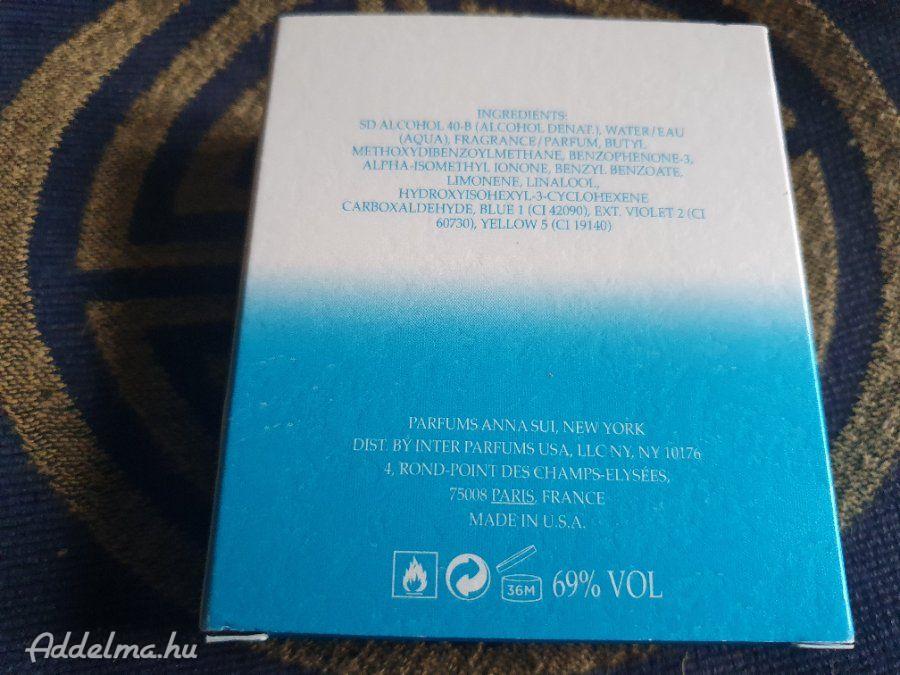 INGREDIENTS:
SD ALCOHOL 40-B (ALCOHOL DENAT.), WATER/EAU
(AQUA), FRAGRANCE/PARFUM, BUTYL
METHOXYDIBENZOYLMETHANE, BENZOPHENONE-3,
ALPHA-ISOMETHYL IONONE, BENZYL BENZOATE,
LIMONENE, LINALOOL,
HYDROXYISOHEXYL-3-CYCLOHEXENE
CARBOXALDEHYDE, BLUE 1 (CI 42090), EXT. VIOLET 2 (CI
60730), YELLOW 5 (CI 19140)
PARFUMS ANNA SUI, NEW YORK
DIST. BY INTER PARFUMS USA, LLC NY, NY 10176
4, ROND-POINT DES CHAMPS-ELYSÉES,
75008 PARIS, FRANCE
MADE IN U.S.A.
36M 69% VOL
Addelma.hu